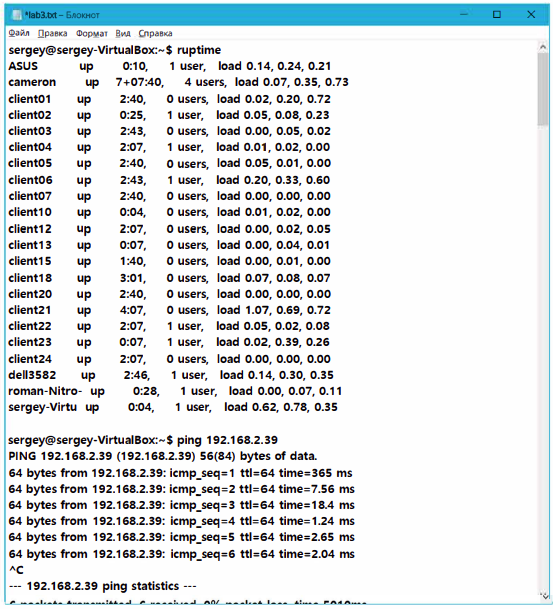 *lab3.txt – Блокнот
Файл Правка Формат Вид Справка
sergey@sergey-VirtualBox:~$ ruptime
ASUS up 0:10, 1 user, load 0.14, 0.24, 0.21
cameron up 7+07:40, 4 users, load 0.07, 0.35, 0.73
client01 up 2:40, 0 users, load 0.02, 0.20, 0.72
client02 up 0:25, 1 user, load 0.05, 0.08, 0.23
client03 up 2:43, 0 users, load 0.00, 0.05, 0.02
client04 up 2:07, 1 user, load 0.01, 0.02, 0.00
client05 up 2:40, 0 users, load 0.05, 0.01, 0.00
client06 up 2:43, 1 user, load 0.20, 0.33, 0.60
client07 up 2:40, 0 users, load 0.00, 0.00, 0.00
client10 up 0:04, 0 users, load 0.01, 0.02, 0.00
client12 up 2:07, 0 users, load 0.00, 0.02, 0.05
client13 up 0:07, 0 users, load 0.00, 0.04, 0.01
client15 up 1:40, 0 users, load 0.00, 0.01, 0.00
client18 up 3:01, 0 users, load 0.07, 0.08, 0.07
client20 up 2:40, 0 users, load 0.00, 0.00, 0.00
client21 up 4:07, 0 users, load 1.07, 0.69, 0.72
client22 up 2:07, 1 user, load 0.05, 0.02, 0.08
client23 up 0:07, 1 user, load 0.02, 0.39, 0.26
client24 up 2:07, 0 users, load 0.00, 0.00, 0.00
dell3582 up 2:46, 1 user, load 0.14, 0.30, 0.35
roman-Nitro- up 0:28, 1 user, load 0.00, 0.07, 0.11
sergey-Virtu up 0:04, 1 user, load 0.62, 0.78, 0.35
sergey@sergey-VirtualBox:~$ ping 192.168.2.39
PING 192.168.2.39 (192.168.2.39) 56(84) bytes of data.
64 bytes from 192.168.2.39: icmp_seq=1 ttl=64 time=365 ms
64 bytes from 192.168.2.39: icmp_seq=2 ttl=64 time=7.56 ms
64 bytes from 192.168.2.39: icmp_seq=3 ttl=64 time=18.4 ms
64 bytes from 192.168.2.39: icmp_seq=4 ttl=64 time=1.24 ms
64 bytes from 192.168.2.39: icmp_seq=5 ttl=64 time=2.65 ms
64 bytes from 192.168.2.39: icmp_seq=6 ttl=64 time=2.04 ms
^C
--- 192.168.2.39 ping statistics ---
6 packets transmitted, 6 received, 0% packet loss, time 5010ms